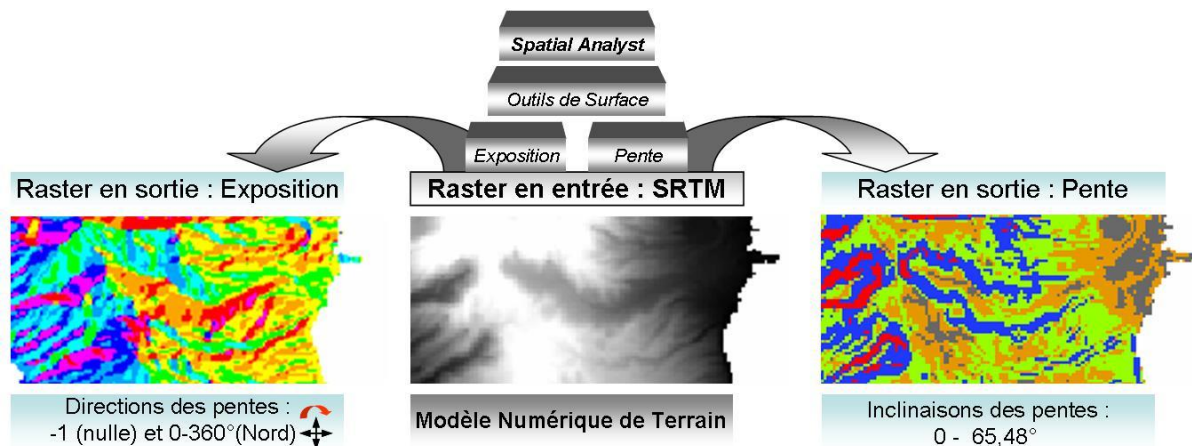 Spatial Analyst
Outils de Surface
Exposition
Pente
Raster en sortie : Exposition
Raster en entrée : SRTM
Raster en sortie : Pente
Directions des pentes :
-1 (nulle) et 0-360°(Nord)
Modèle Numérique de Terrain
Inclinaisons des pentes :
0 - 65,48°